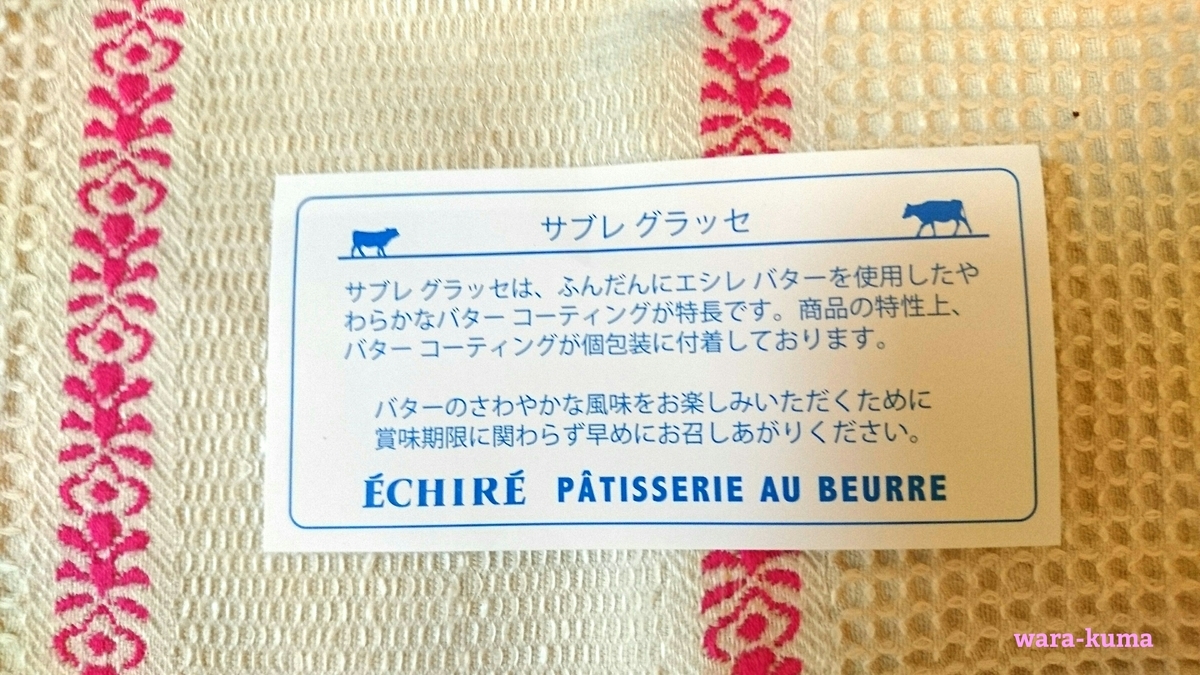 サブレ グラッセ
サブレ グラッセは、ふんだんにエシレ バターを使用したや
わらかなバター コーティングが特長です。商品の特性上、
バター コーティングが個包装に付着しております。
バターのさわやかな風味をお楽しみいただくために
賞味期限に関わらず早めにお召しあがりください。
ÉCHIRÉ PÂTISSERIE AU BEURRE
wara-kuma